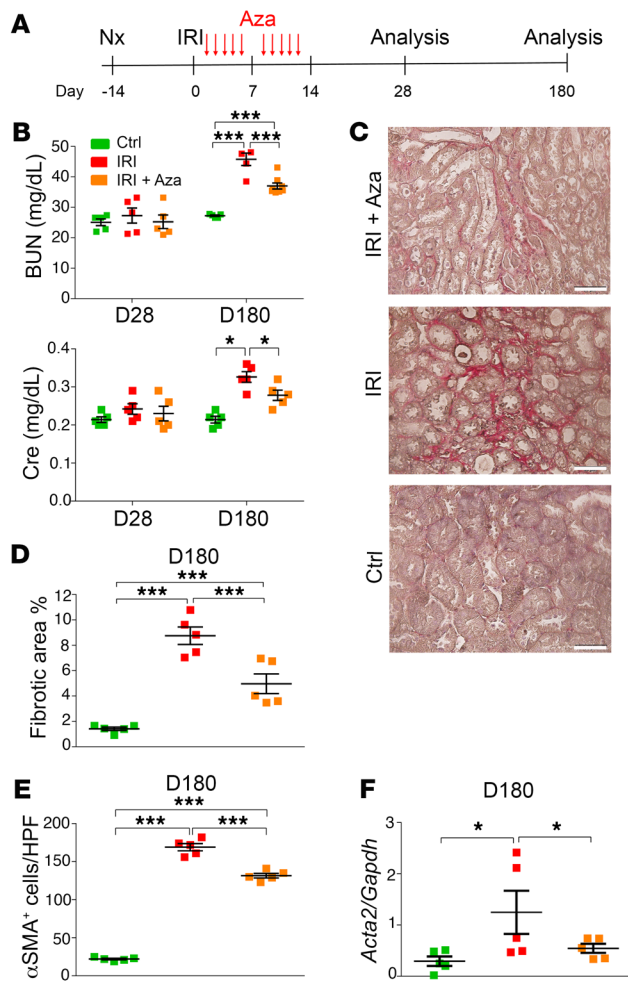 A
Aza
Nx IRI Analysis Analysis
Day -14 0 7 14 28 180
B
Ctrl
IRI
IRI + Aza
BUN (mg/dL)
50
40
30
20
10
0
*** *** ***
D28 D180
Cre (mg/dL)
0.4
0.3
0.2
0.1
0.0
* *
D28 D180
C
IRI + Aza
IRI
Ctrl
D
D180
Fibrotic area %
12
10
8
6
4
2
0
***
*** ***
E
D180
αSMA⁺ cells/HPF
200
150
100
50
0
***
*** ***
F
D180
Acta2/Gapdh
3
2
1
0
* *